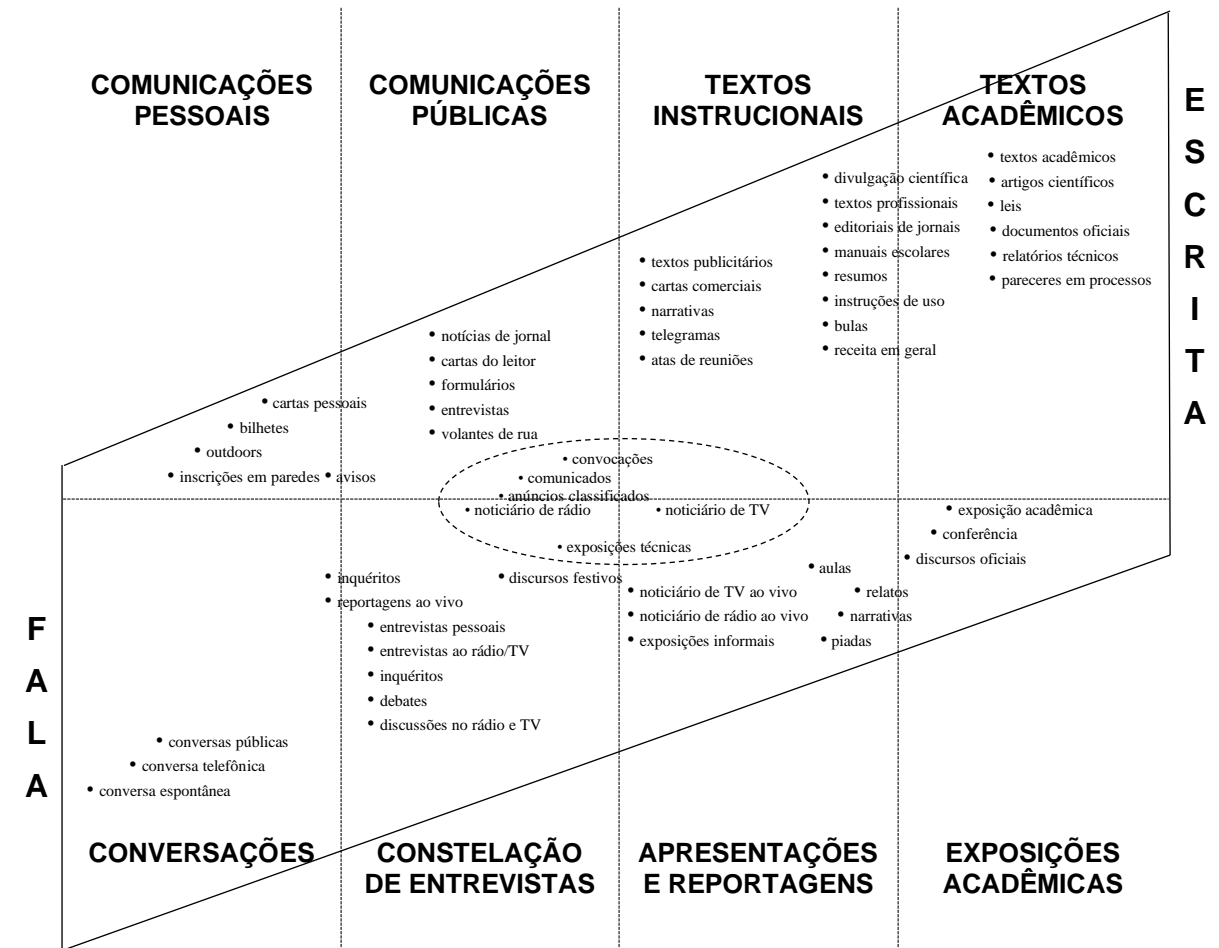 COMUNICAÇÕES
PESSOAIS
COMUNICAÇÕES
PÚBLICAS
TEXTOS
INSTRUCIONAIS
TEXTOS
ACADÊMICOS
E
S
C
R
I
T
A
• textos acadêmicos
• artigos científicos
• leis
• documentos oficiais
• relatórios técnicos
• pareceres em processos
• divulgação científica
• textos profissionais
• editoriais de jornais
• manuais escolares
• resumos
• instruções de uso
• bulas
• receita em geral
• textos publicitários
• cartas comerciais
• narrativas
• telegramas
• atas de reuniões
• notícias de jornal
• cartas do leitor
• formulários
• entrevistas
• volantes de rua
• cartas pessoais
• bilhetes
• outdoors
• inscrições em paredes • avisos
• convocações
• comunicados
• anúncios classificados
• noticiário de rádio
• noticiário de TV
• exposições técnicas
• exposição acadêmica
• conferência
• discursos oficiais
• inquéritos
• reportagens ao vivo
• discursos festivos
• entrevistas pessoais
• entrevistas ao rádio/TV
• inquéritos
• debates
• discussões no rádio e TV
• noticiário de TV ao vivo
• noticiário de rádio ao vivo
• exposições informais
• aulas
• relatos
• narrativas
• piadas
F
A
L
A
• conversas públicas
• conversa telefônica
• conversa espontânea
CONVERSAÇÕES
CONSTELAÇÃO
DE ENTREVISTAS
APRESENTAÇÕES
E REPORTAGENS
EXPOSIÇÕES
ACADÊMICAS